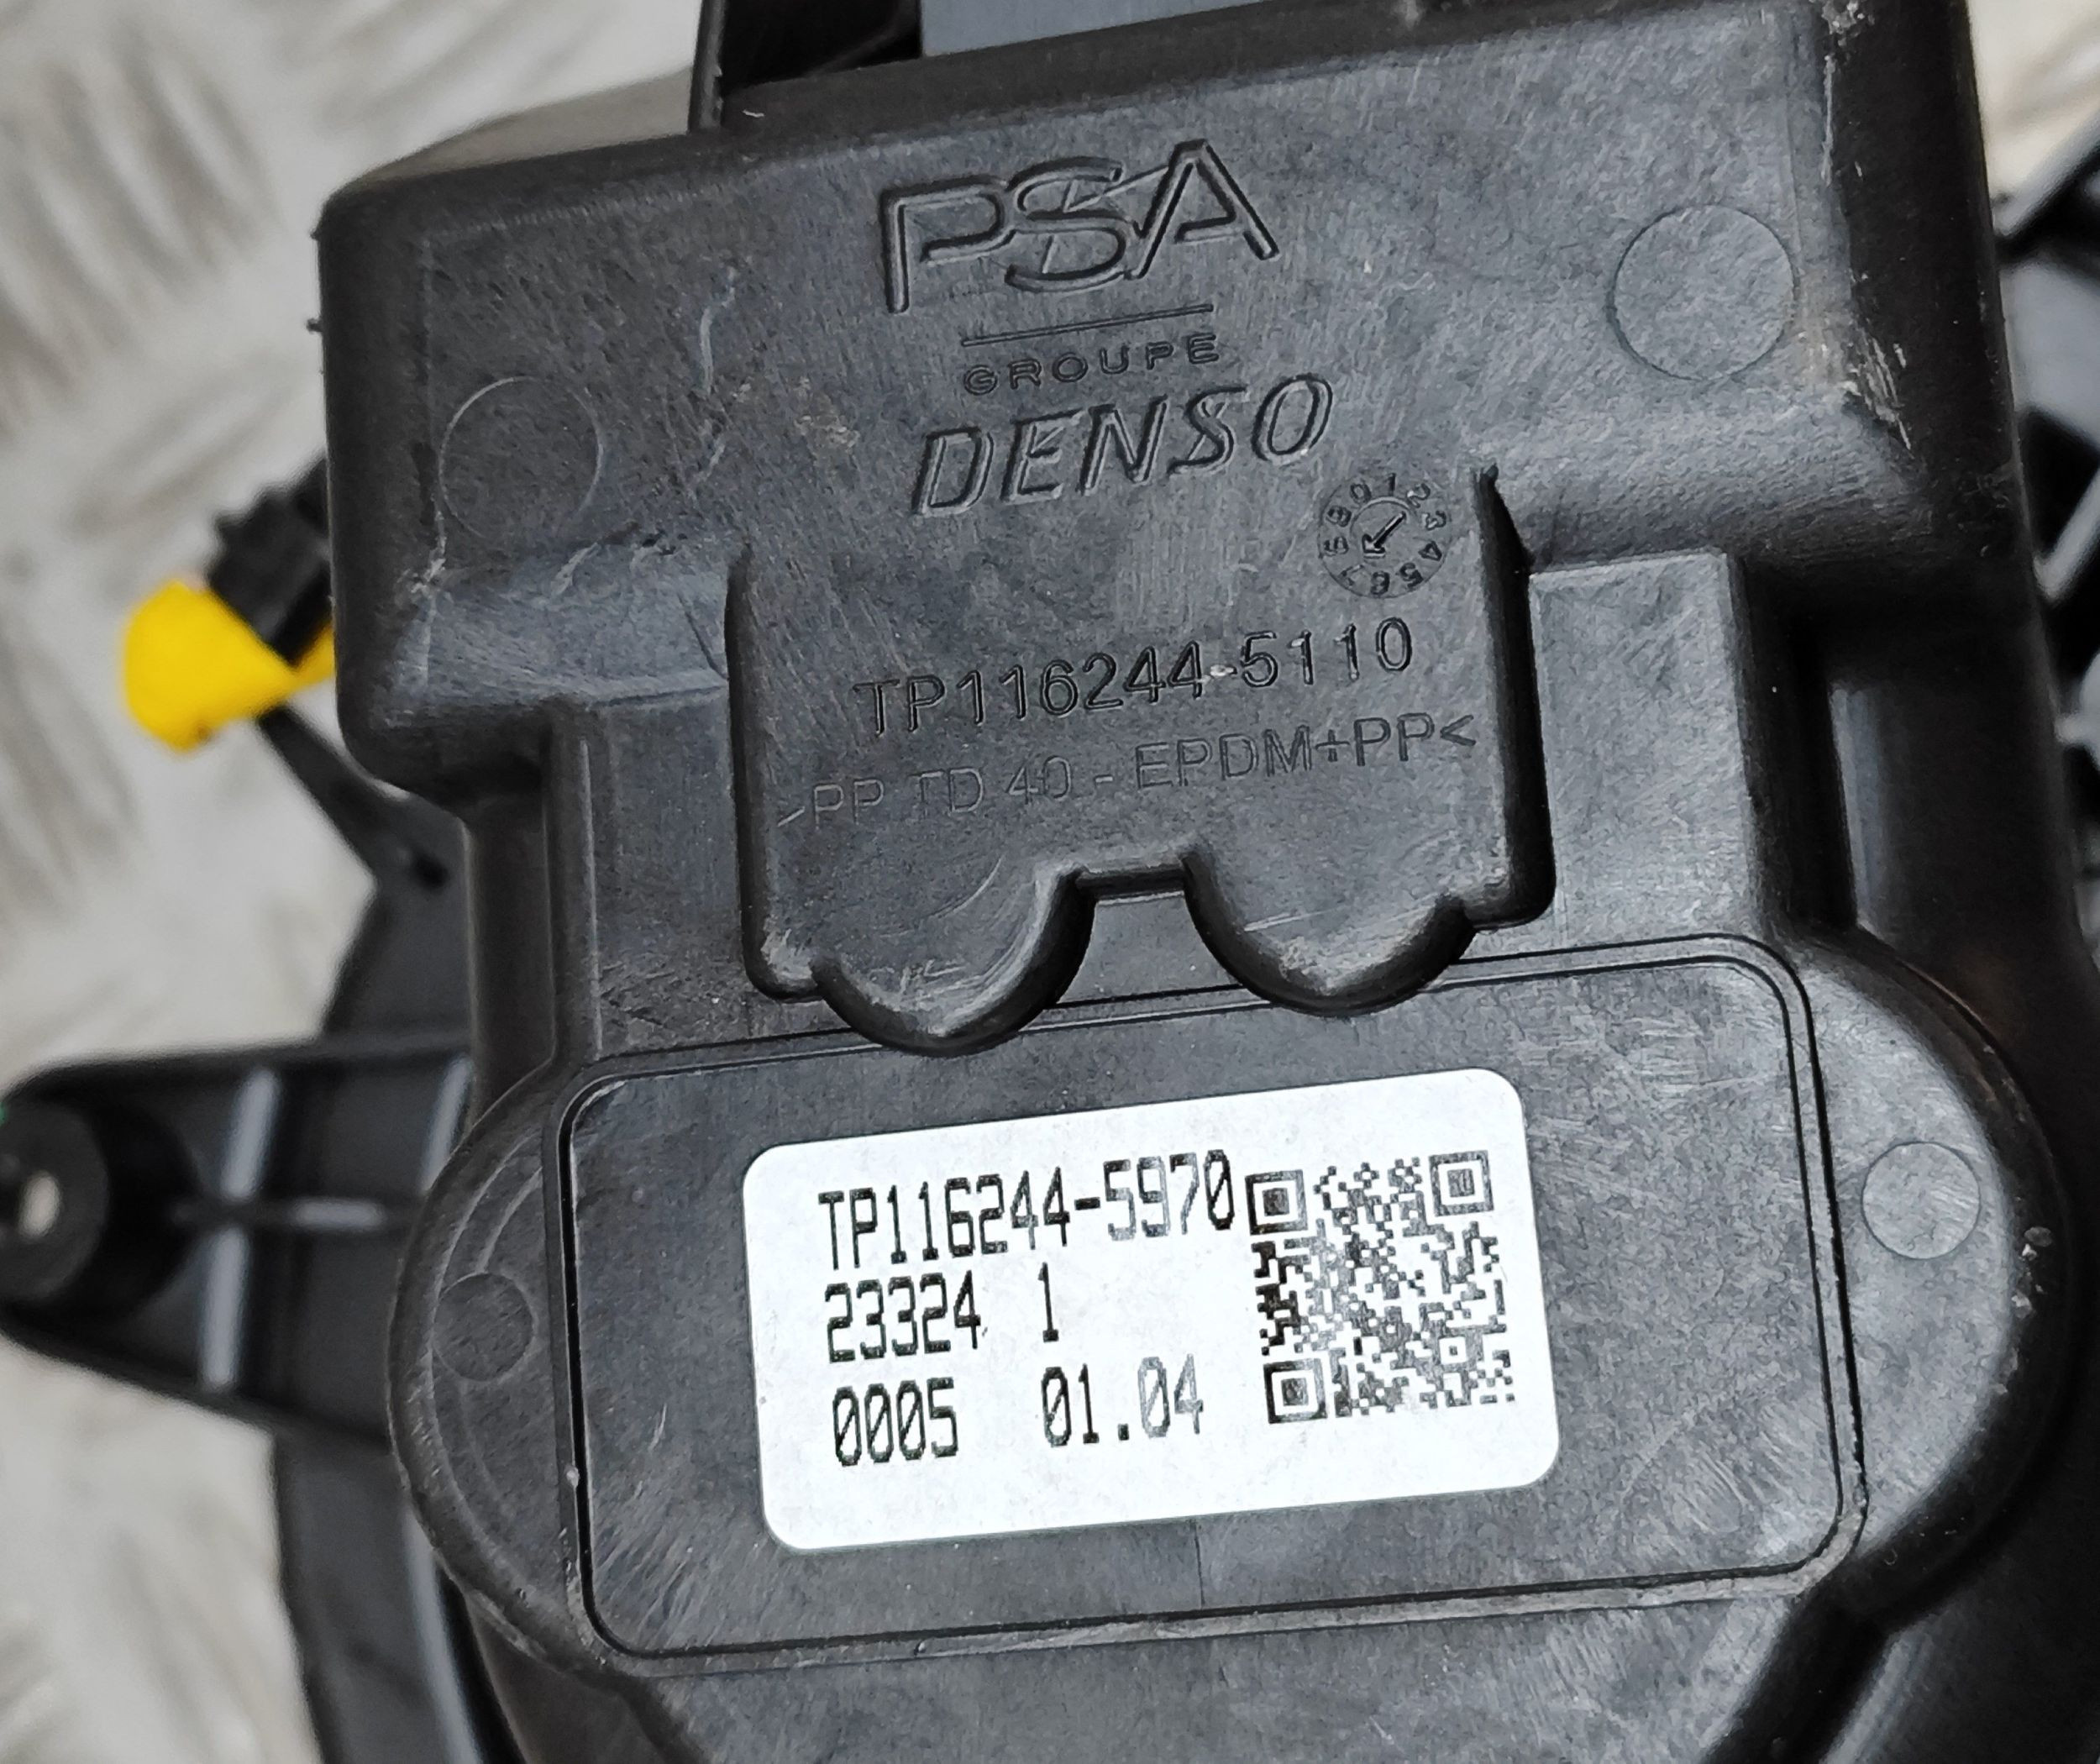 PSA
GROUPE
DENSO
TP116244-5110
>PP TD 40 - EPDM+PP<
TP116244-5970
23324 1
0005 01.04